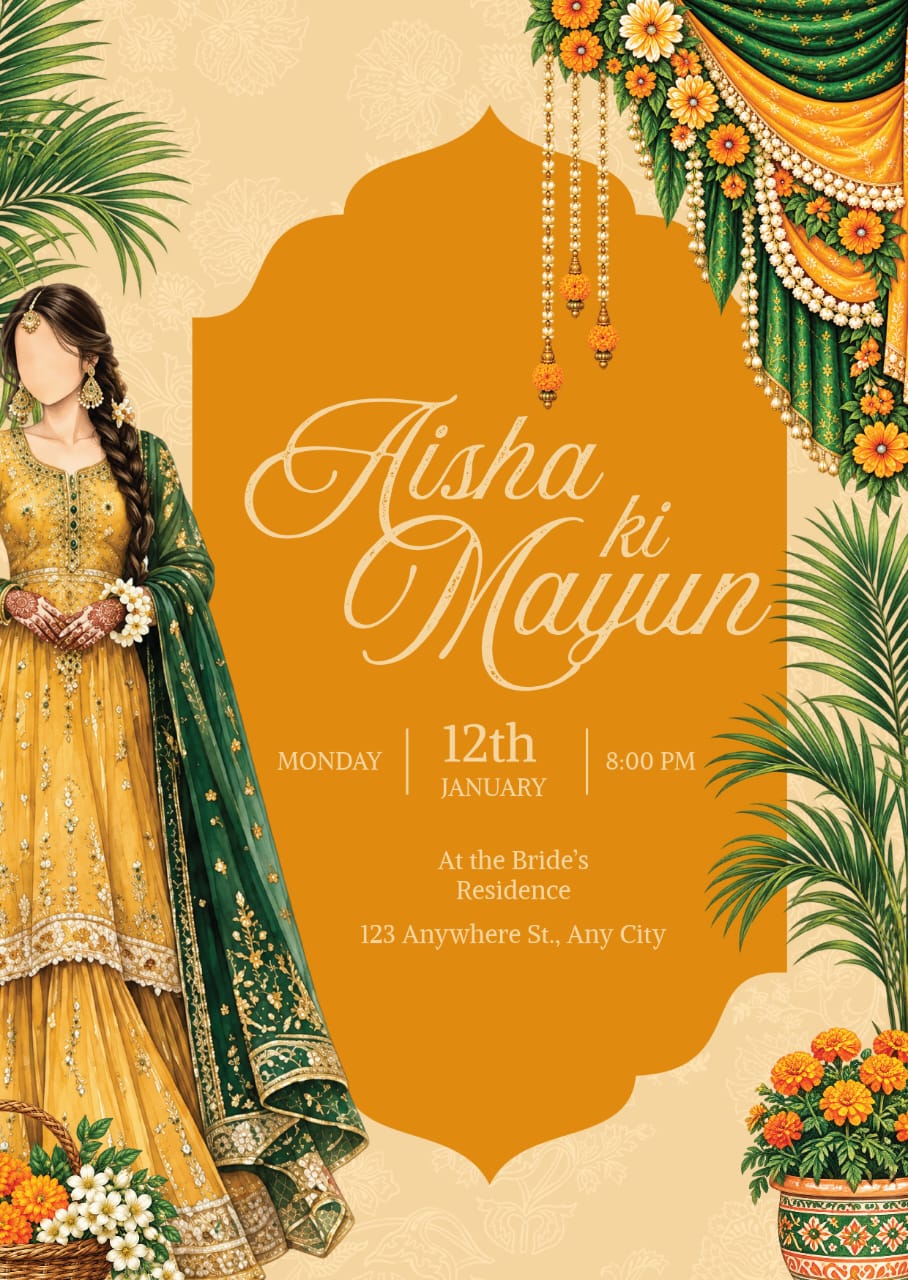 Aisha
ki
Mayun
MONDAY
12th
JANUARY
8:00 PM
At the Bride’s
Residence
123 Anywhere St., Any City